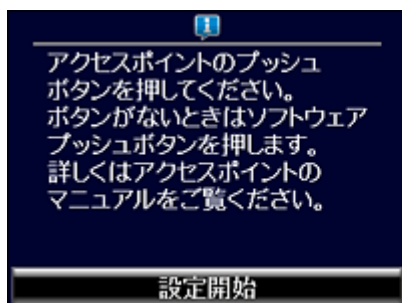 アクセスポイントのプッシュ
ボタンを押してください。
ボタンがないときはソフトウェア
プッシュボタンを押します。
詳しくはアクセスポイントの
マニュアルをご覧ください。
設定開始